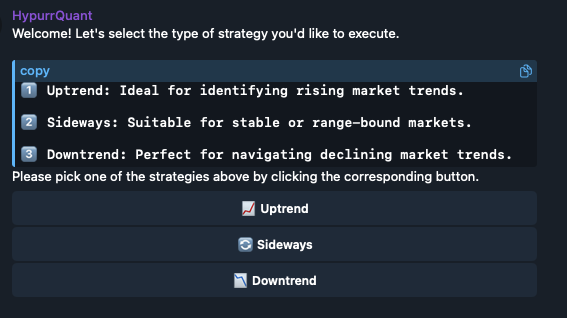 HypurrQuant
Welcome! Let's select the type of strategy you'd like to execute.
copy
1 Uptrend: Ideal for identifying rising market trends.
2 Sideways: Suitable for stable or range-bound markets.
3 Downtrend: Perfect for navigating declining market trends.
Please pick one of the strategies above by clicking the corresponding button.
Uptrend
Sideways
Downtrend